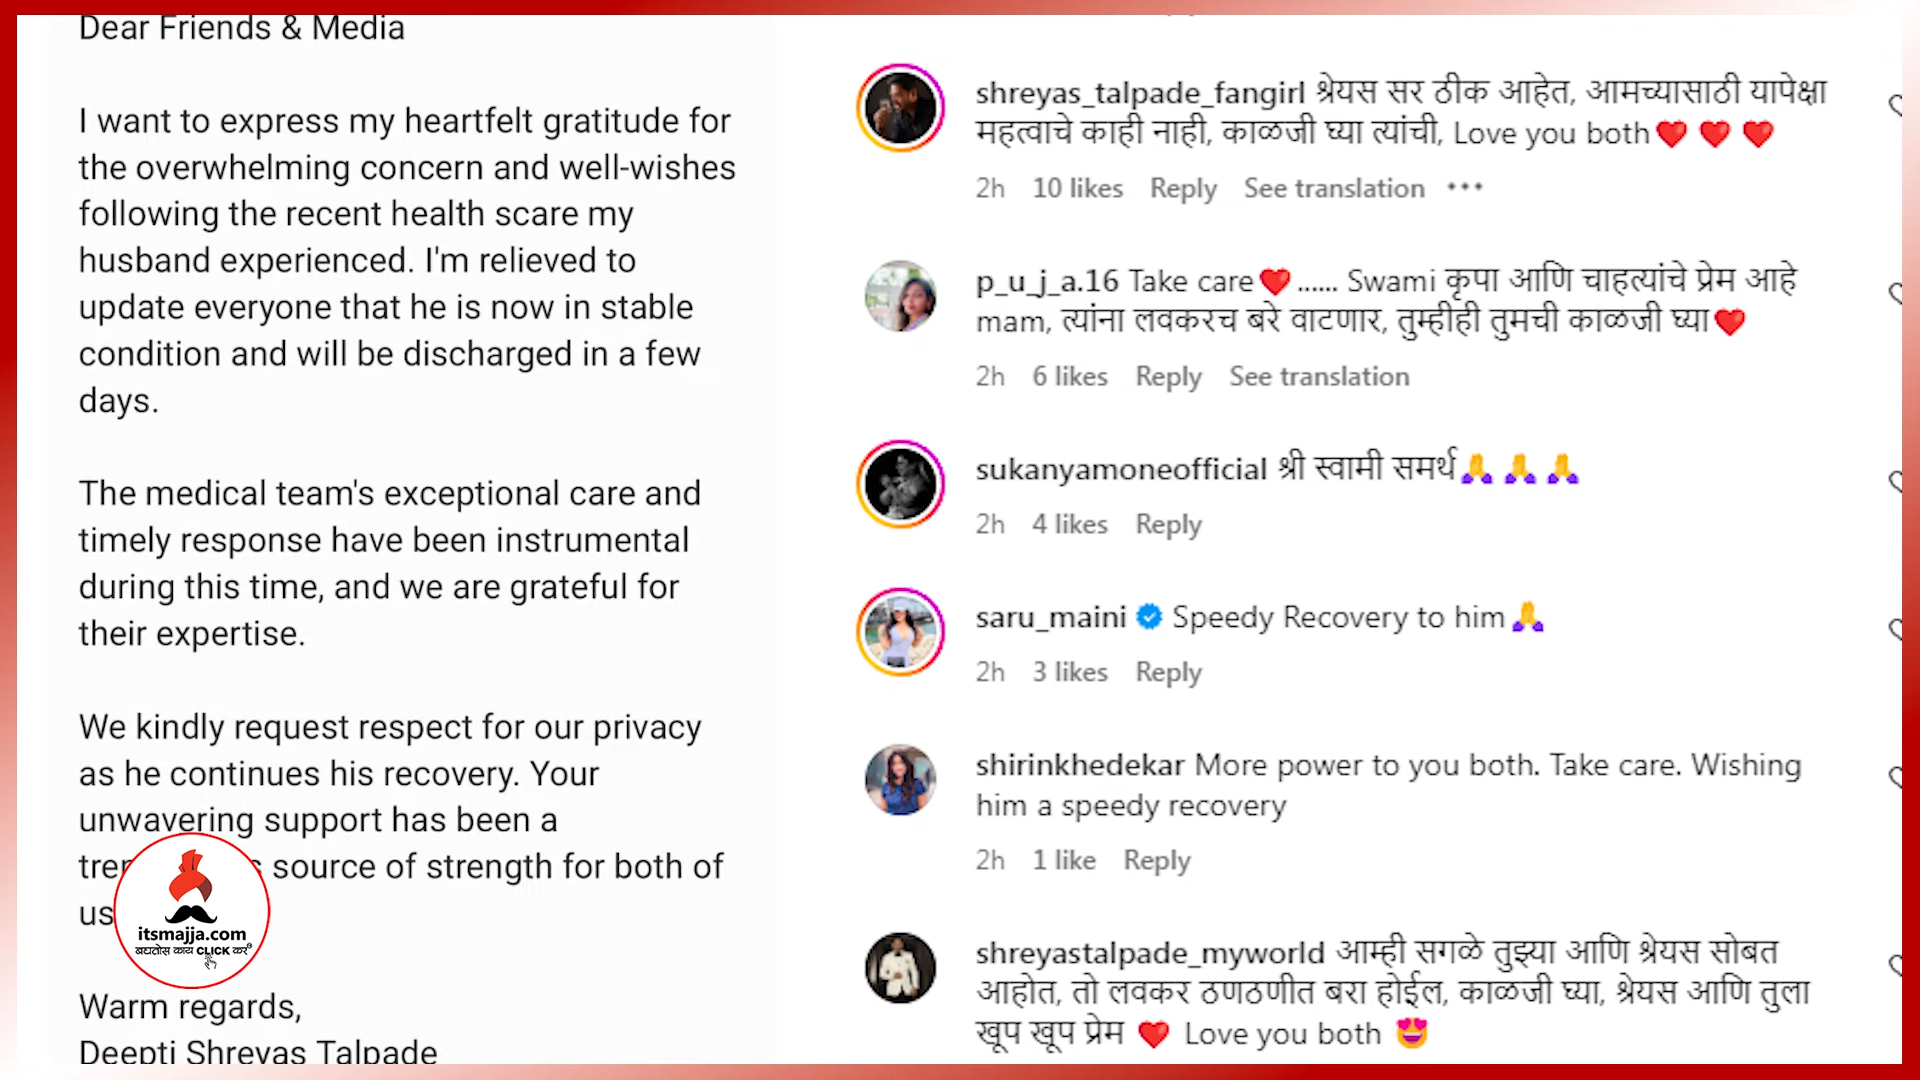 Dear Friends & Media
I want to express my heartfelt gratitude for
the overwhelming concern and well-wishes
following the recent health scare my
husband experienced. I'm relieved to
update everyone that he is now in stable
condition and will be discharged in a few
days.
The medical team's exceptional care and
timely response have been instrumental
during this time, and we are grateful for
their expertise.
We kindly request respect for our privacy
as he continues his recovery. Your
unwavering support has been a
source of strength for both of
us
Warm regards,
Deepti Shreyas Talpade
itsmajja.com
बघतोस काय CLICK कर
shreyas_talpade_fangirl श्रेयस सर ठीक आहेत, आमच्यासाठी यापेक्षा
महत्वाचे काही नाही, काळजी घ्या त्यांची, Love you both❤️ ❤️ ❤️
2h 10 likes Reply See translation •••
p_u_j_a.16 Take care❤️...... Swami कृपा आणि चाहत्यांचे प्रेम आहे
mam, त्यांना लवकरच बरे वाटणार, तुम्हीही तुमची काळजी घ्या❤️
2h 6 likes Reply See translation
sukanyamoneofficial श्री स्वामी समर्थ🙏 🙏 🙏
2h 4 likes Reply
saru_maini Speedy Recovery to him🙏
2h 3 likes Reply
shirinkhedekar More power to you both. Take care. Wishing
him a speedy recovery
2h 1 like Reply
shreyastalpade_myworld आम्ही सगळे तुझ्या आणि श्रेयस सोबत
आहोत, तो लवकर ठणठणीत बरा होईल, काळजी घ्या, श्रेयस आणि तुला
खूप खूप प्रेम ❤️ Love you both 😍